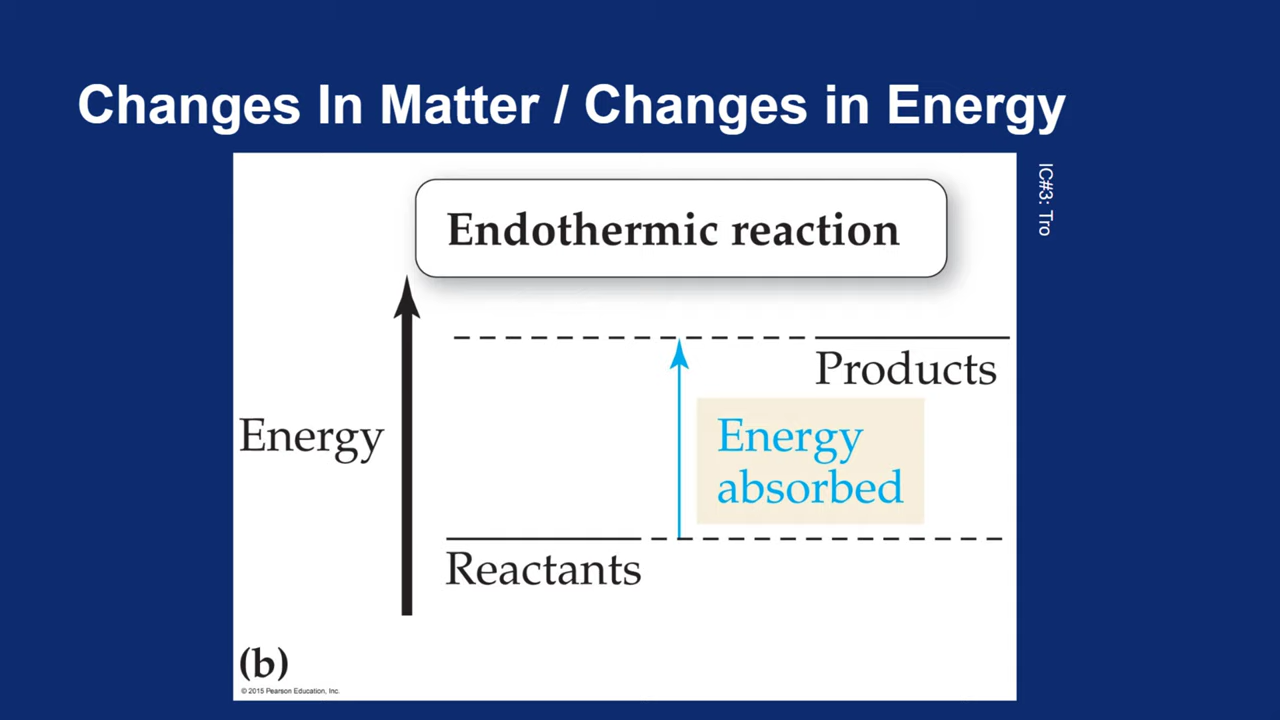 Changes In Matter / Changes in Energy
IC#3: Tro
Endothermic reaction
Products
Energy
Energy
absorbed
Reactants
(b)
© 2015 Pearson Education, Inc.